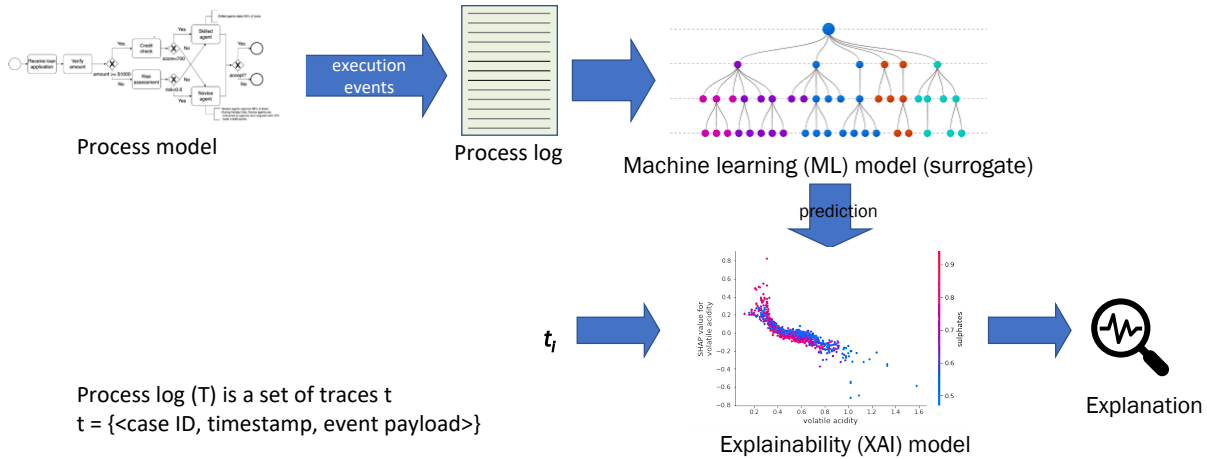 Skilled agent
Yes
Yes
Credit check
No
Receive loan application
Verify amount
score>700
Yes
amount >= $1000
accept?
No
No
Risk assessment
No
risk<0.6
Yes
Novice agent
Process model
execution
events
Process log
Machine learning (ML) model (surrogate)
prediction
0.8
0.6
0.4
0.2
0.0
−0.2
−0.4
−0.6
−0.8
SHAP value for
volatile acidity
0.2
0.4
0.6
0.8
1.0
1.2
1.4
1.6
volatile acidity
0.9
0.8
0.7
0.6
0.5
sulphates
tᵢ
Process log (T) is a set of traces t
t = {<case ID, timestamp, event payload>}
Explainability (XAI) model
Explanation